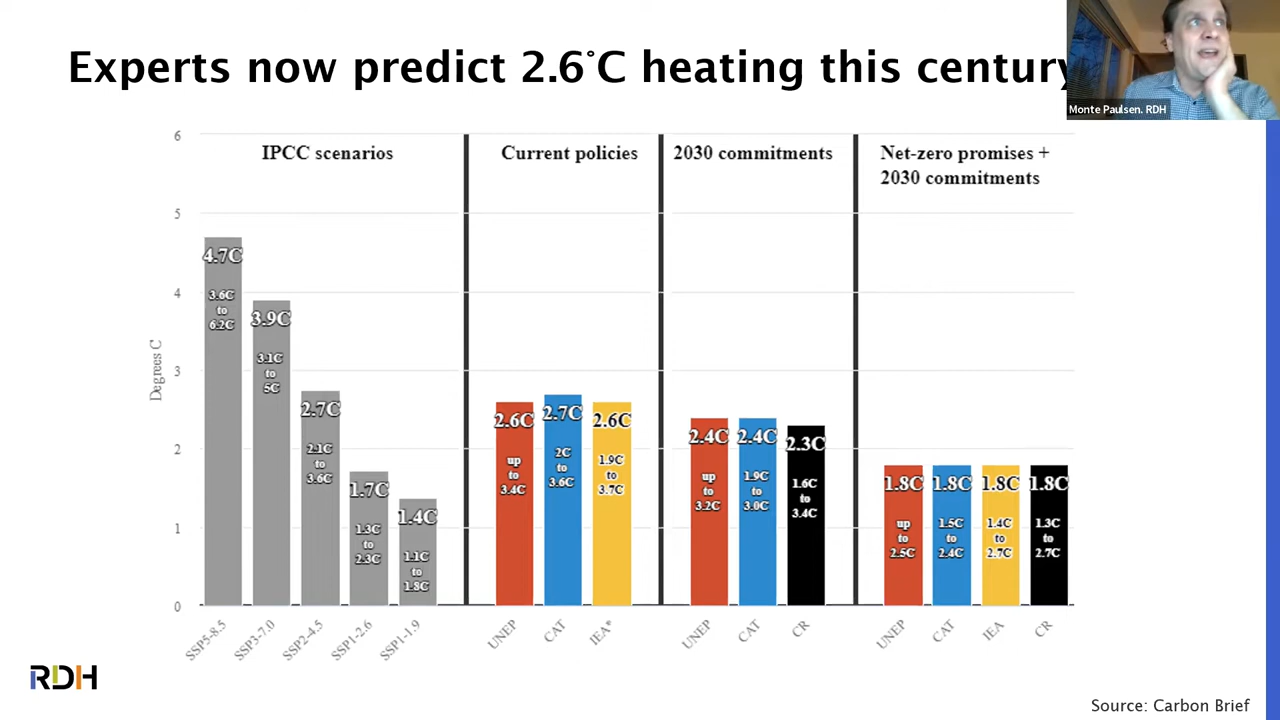 Experts now predict 2.6°C heating this century
Monte Paulsen. RDH
IPCC scenarios
Current policies
2030 commitments
Net-zero promises +
2030 commitments
Degrees C
6
5
4
3
2
1
0
4.7C
3.6C
to
6.2C
3.9C
3.1C
to
5C
2.7C
2.1C
to
3.6C
1.7C
1.3C
to
2.3C
1.4C
1.1C
to
1.8C
2.6C
up
to
3.4C
2.7C
2C
to
3.6C
2.6C
1.9C
to
3.7C
2.4C
up
to
3.2C
2.4C
1.9C
to
3.0C
2.3C
1.6C
to
3.4C
1.8C
up
to
2.5C
1.8C
1.5C
to
2.4C
1.8C
1.4C
to
2.7C
1.8C
1.3C
to
2.7C
SSP5-8.5
SSP3-7.0
SSP2-4.5
SSP1-2.6
SSP1-1.9
UNEP
CAT
IEA*
UNEP
CAT
CR
UNEP
CAT
IEA
CR
RDH
Source: Carbon Brief